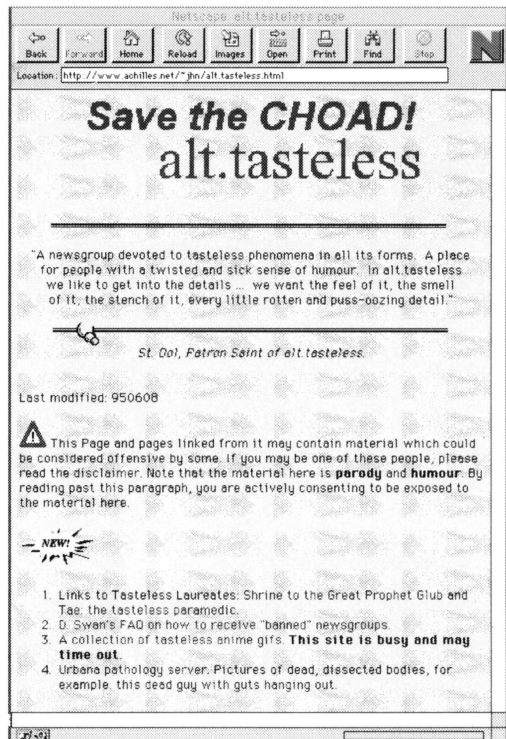 Netscape: alt.tasteless page
Back Forward Home Reload Images Open Print Find Stop
N
Location: http://www.achilles.net/~jhn/alt.tasteless.html
Save the CHOAD!
alt.tasteless
"A newsgroup devoted to tasteless phenomena in all its forms. A place
for people with a twisted and sick sense of humour. In alt.tasteless
we like to get into the details ... we want the feel of it, the smell
of it, the stench of it, every little rotten and puss-oozing detail."
St. Ool, Patron Saint of alt.tasteless.
Last modified: 950608
This Page and pages linked from it may contain material which could
be considered offensive by some. If you may be one of these people, please
read the disclaimer. Note that the material here is parody and humour. By
reading past this paragraph, you are actively consenting to be exposed to
the material here.
NEW!
1. Links to Tasteless Laureates: Shrine to the Great Prophet Glub and
Tae: the tasteless paramedic.
2. D. Swan's FAQ on how to receive "banned" newsgroups.
3. A collection of tasteless anime gifs. This site is busy and may
time out.
4. Urbana pathology server. Pictures of dead, dissected bodies, for
example: this dead guy with guts hanging out.